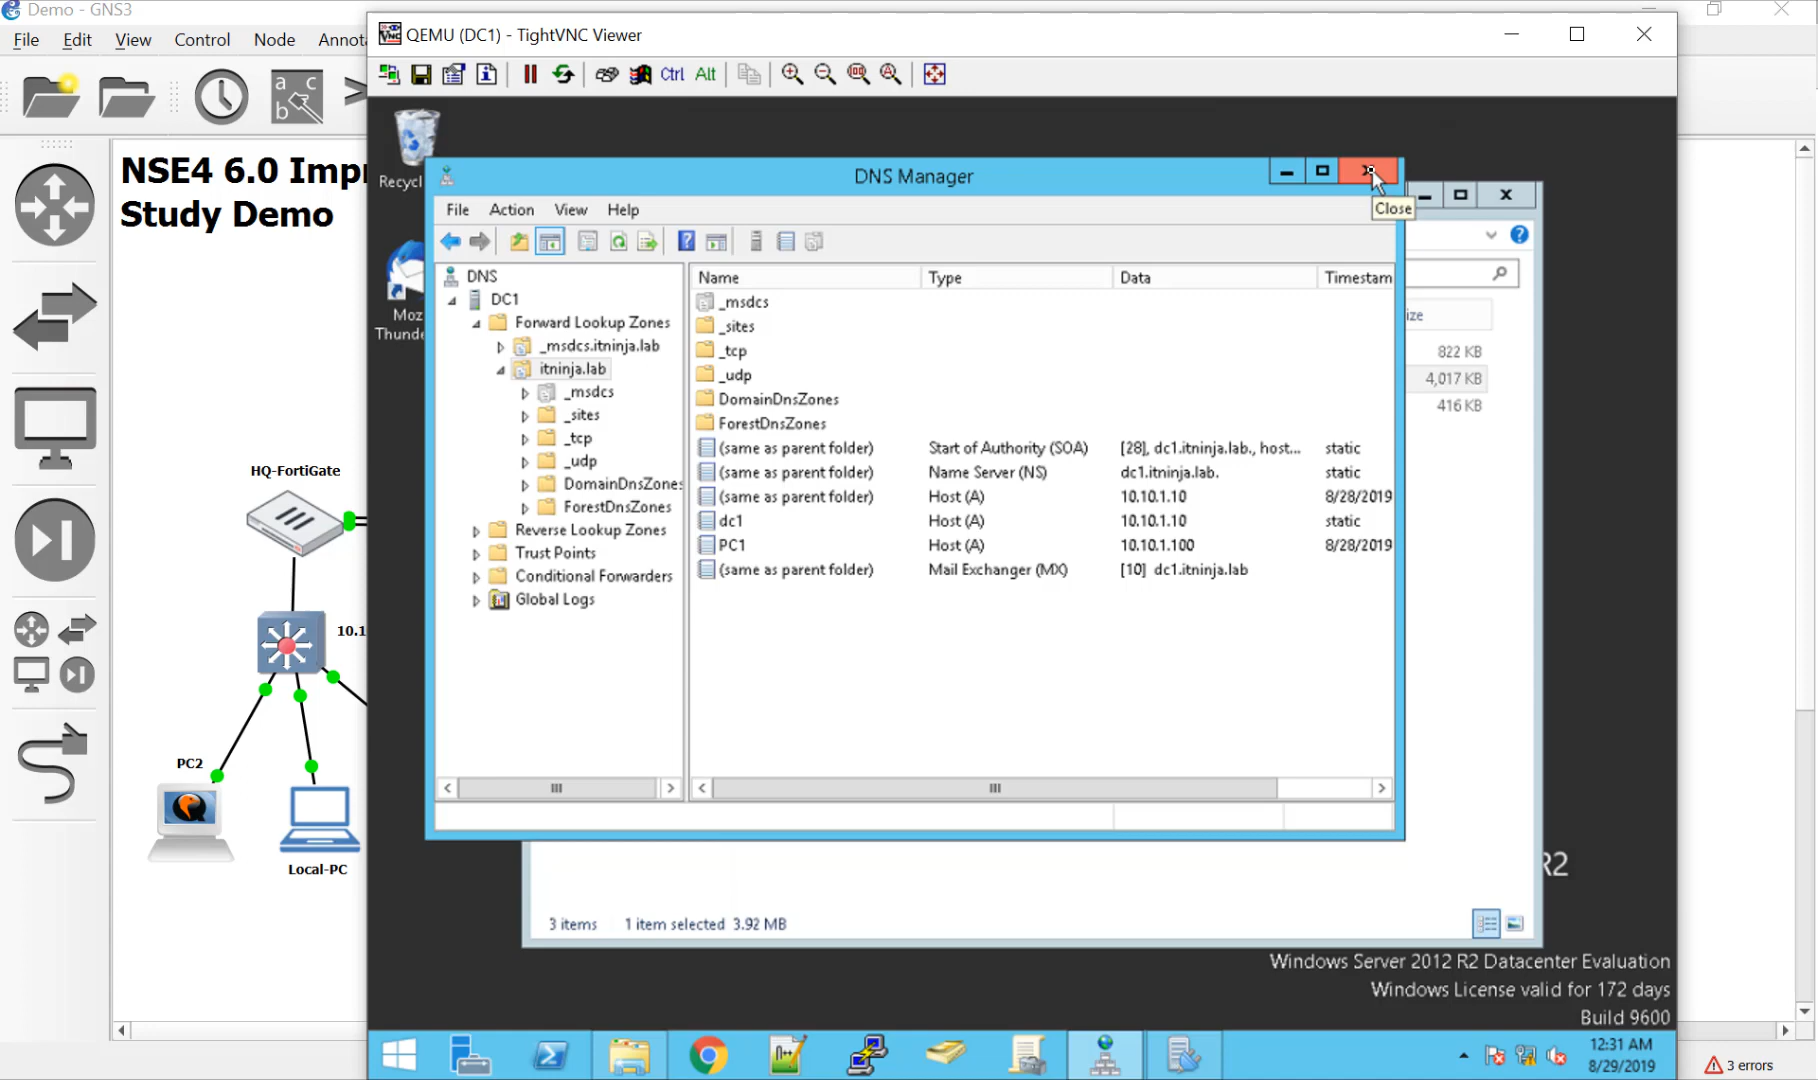 Demo - GNS3
File Edit View Control Node Annota
NSE4 6.0 Impr
Study Demo
HQ-FortiGate
10.1
PC2
Local-PC
3 errors
QEMU (DC1) - TightVNC Viewer
Ctrl Alt
Recycl
Moz
Thunde
DNS Manager
Close
File Action View Help
DNS
DC1
Forward Lookup Zones
_msdcs.itninja.lab
itninja.lab
_msdcs
_sites
_tcp
_udp
DomainDnsZones
ForestDnsZones
Reverse Lookup Zones
Trust Points
Conditional Forwarders
Global Logs
Name Type Data Timestam
_msdcs
_sites
_tcp
_udp
DomainDnsZones
ForestDnsZones
(same as parent folder) Start of Authority (SOA) [28], dc1.itninja.lab., host... static
(same as parent folder) Name Server (NS) dc1.itninja.lab. static
(same as parent folder) Host (A) 10.10.1.10 8/28/2019
dc1 Host (A) 10.10.1.10 static
PC1 Host (A) 10.10.1.100 8/28/2019
(same as parent folder) Mail Exchanger (MX) [10] dc1.itninja.lab
ize
822 KB
4,017 KB
416 KB
3 items 1 item selected 3.92 MB
R2
Windows Server 2012 R2 Datacenter Evaluation
Windows License valid for 172 days
Build 9600
12:31 AM
8/29/2019